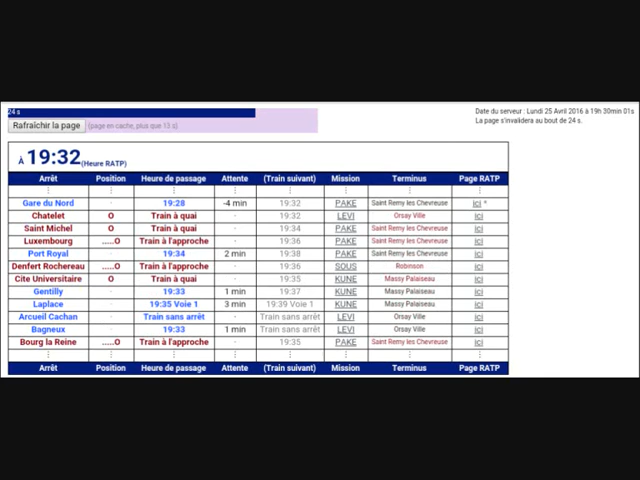 24 s
Rafraîchir la page (page en cache, plus que 13 s)
Date du serveur : Lundi 25 Avril 2016 à 19h 30min 01s
La page s'invalidera au bout de 24 s.
À 19:32 (Heure RATP)
Arrêt Position Heure de passage Attente (Train suivant) Mission Terminus Page RATP
⋮ ⋮ ⋮ ⋮ ⋮ ⋮ ⋮ ⋮
Gare du Nord · 19:28 -4 min 19:32 PAKE Saint Remy les Chevreuse ici *
Chatelet O Train à quai · 19:32 LEVI Orsay Ville ici
Saint Michel O Train à quai · 19:34 PAKE Saint Remy les Chevreuse ici
Luxembourg .....O Train à l'approche · 19:36 PAKE Saint Remy les Chevreuse ici
Port Royal · 19:34 2 min 19:38 PAKE Saint Remy les Chevreuse ici
Denfert Rochereau .....O Train à l'approche · 19:36 SOUS Robinson ici
Cite Universitaire O Train à quai · 19:35 KUNE Massy Palaiseau ici
Gentilly · 19:33 1 min 19:37 KUNE Massy Palaiseau ici
Laplace · 19:35 Voie 1 3 min 19:39 Voie 1 KUNE Massy Palaiseau ici
Arcueil Cachan · Train sans arrêt · Train sans arrêt LEVI Orsay Ville ici
Bagneux · 19:33 1 min Train sans arrêt LEVI Orsay Ville ici
Bourg la Reine .....O Train à l'approche · 19:35 PAKE Saint Remy les Chevreuse ici
⋮ ⋮ ⋮ ⋮ ⋮ ⋮ ⋮ ⋮
Arrêt Position Heure de passage Attente (Train suivant) Mission Terminus Page RATP